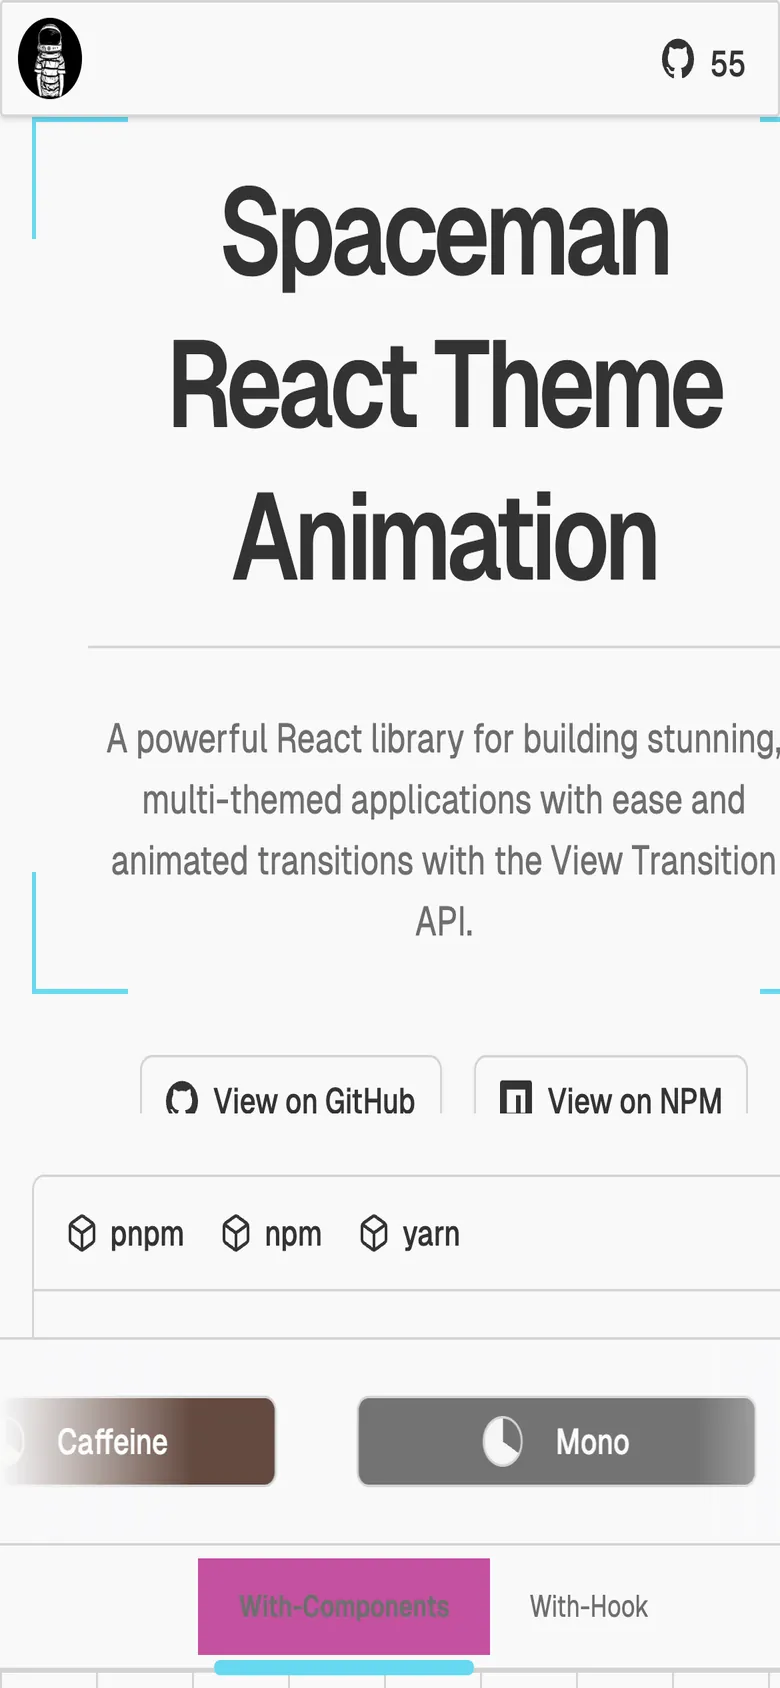 55
Spaceman
React Theme
Animation
A powerful React library for building stunning,
multi-themed applications with ease and
animated transitions with the View Transition
API.
View on GitHub View on NPM
pnpm npm yarn
Caffeine Mono
With-Components With-Hook